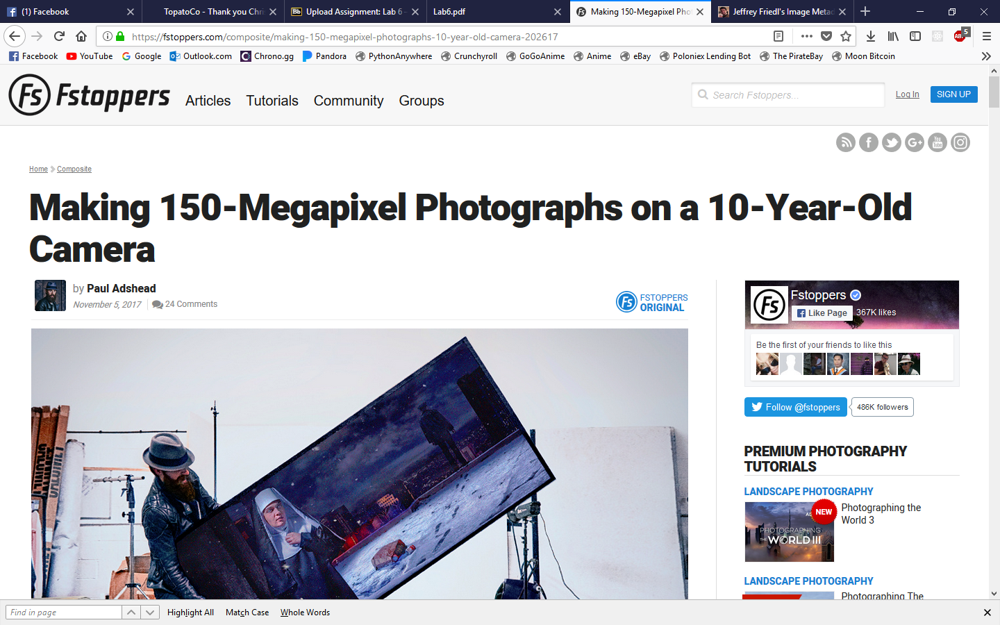 (1) Facebook
TopatoCo - Thank you Chri
Upload Assignment: Lab 6 -
Lab6.pdf
Making 150-Megapixel Pho
Jeffrey Friedl's Image Metad
https://fstoppers.com/composite/making-150-megapixel-photographs-10-year-old-camera-202617
5
Facebook
YouTube
Google
Outlook.com
Chrono.gg
Pandora
PythonAnywhere
Crunchyroll
GoGoAnime
Anime
eBay
Poloniex Lending Bot
The PirateBay
Moon Bitcoin
Fs Fstoppers
Articles
Tutorials
Community
Groups
Search Fstoppers...
Log In
SIGN UP
Home
Composite
Making 150-Megapixel Photographs on a 10-Year-Old
Camera
by Paul Adshead
November 5, 2017
24 Comments
Fs
FSTOPPERS
ORIGINAL
Fs
Fstoppers
Like Page
367K likes
Be the first of your friends to like this
Follow @fstoppers
486K followers
PREMIUM PHOTOGRAPHY
TUTORIALS
LANDSCAPE PHOTOGRAPHY
NEW
PHOTOGRAPHING
THE WORLD III
Photographing the
World 3
LANDSCAPE PHOTOGRAPHY
Photographing The
Find in page
Highlight All
Match Case
Whole Words